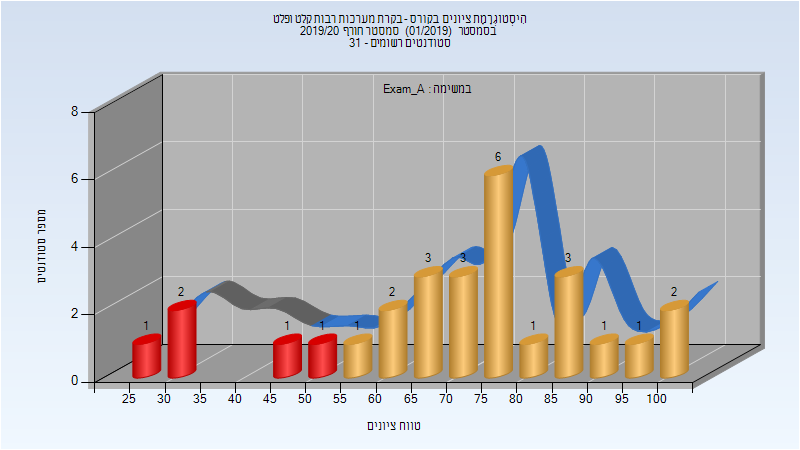 היסטוגרמת ציונים בקורס - בקרת מערכות רבות קלט ופלט
בסמסטר (01/2019) סמסטר חורף 2019/20
סטודנטים רשומים - 31
במשימה : Exam_A
מספר סטודנטים
8
6
4
2
0
1
2
1
1
1
2
3
3
6
1
3
1
1
2
25 30 35 40 45 50 55 60 65 70 75 80 85 90 95 100
טווח ציונים